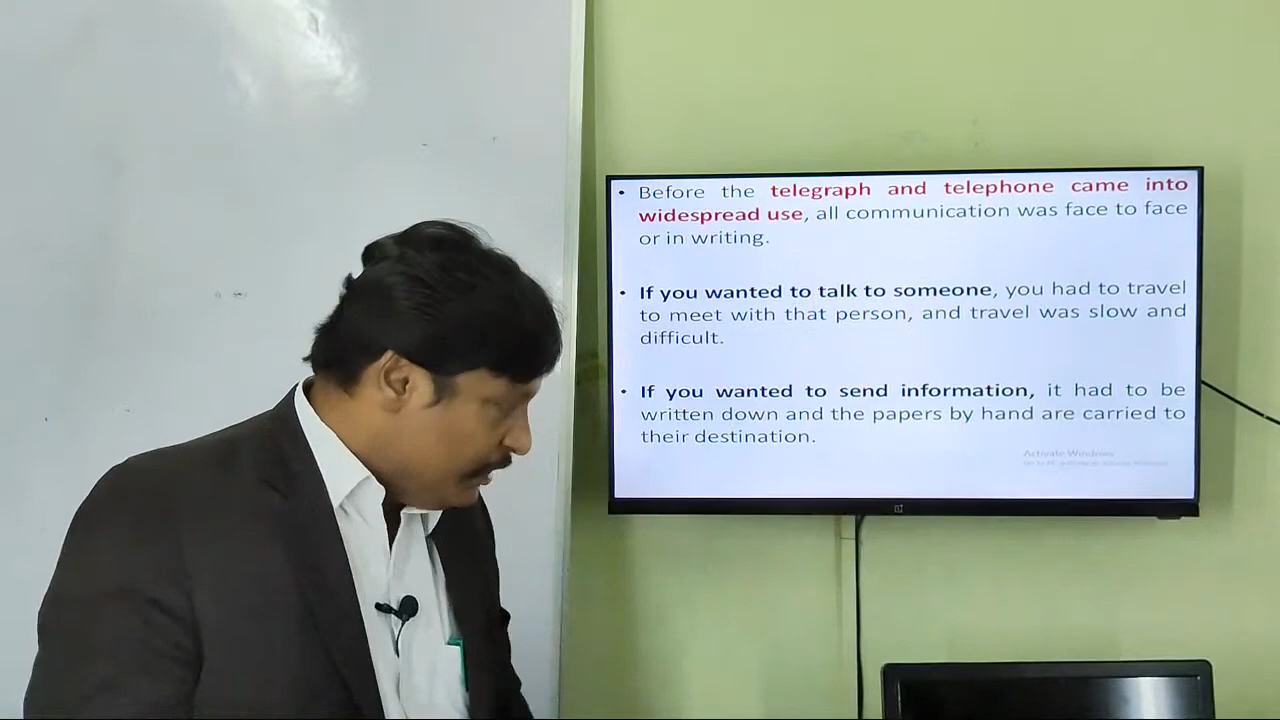 • Before the telegraph and telephone came into
widespread use, all communication was face to face
or in writing.
• If you wanted to talk to someone, you had to travel
to meet with that person, and travel was slow and
difficult.
• If you wanted to send information, it had to be
written down and the papers by hand are carried to
their destination.
Activate Windows